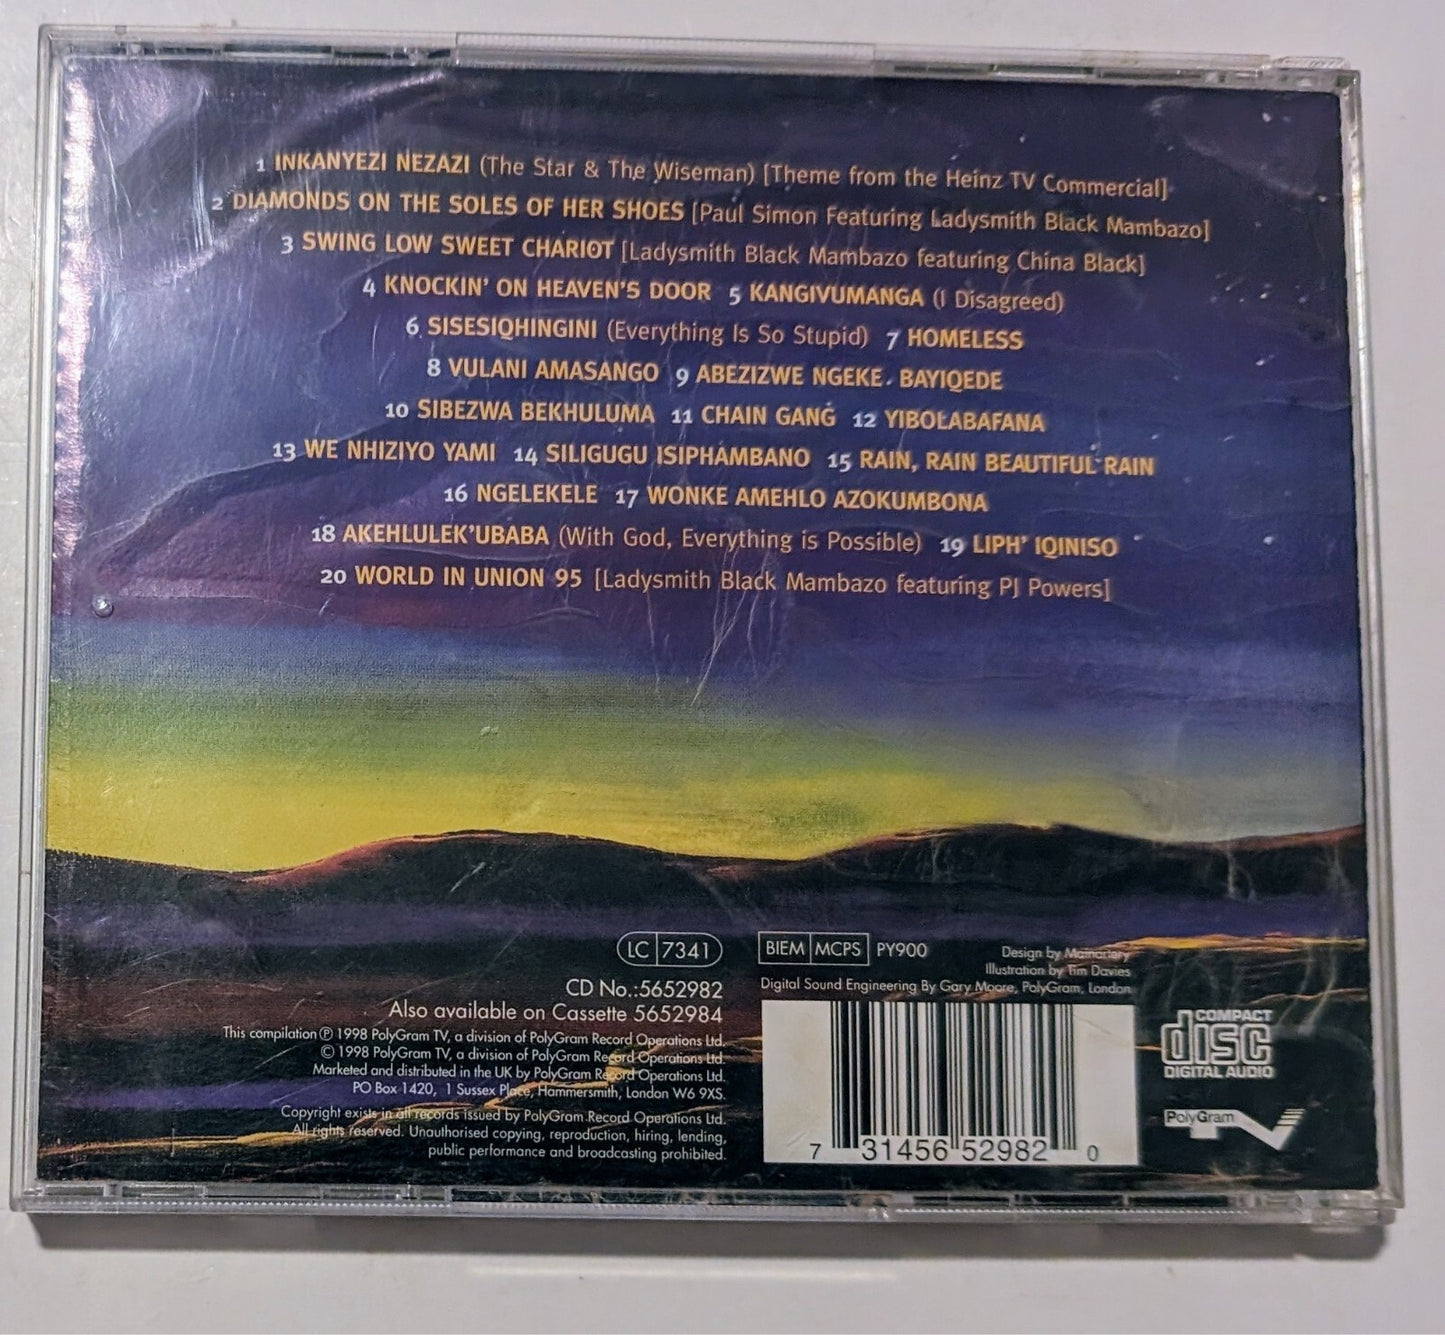 1 INKANYEZI NEZAZI (The Star & The Wiseman) [Theme from the Heinz TV Commercial]
2 DIAMONDS ON THE SOLES OF HER SHOES [Paul Simon Featuring Ladysmith Black Mambazo]
3 SWING LOW SWEET CHARIOT [Ladysmith Black Mambazo featuring China Black]
4 KNOCKIN' ON HEAVEN'S DOOR 5 KANGIVUMANGA (I Disagreed)
6 SISESIQHINGINI (Everything Is So Stupid) 7 HOMELESS
8 VULANI AMASANGO 9 ABEZIZWE NGEKE BAYIQEDE
10 SIBEZWA BEKHULUMA 11 CHAIN GANG 12 YIBOLABAFANA
13 WE NHIZIYO YAMI 14 SILIGUGU ISIPHAMBANO 15 RAIN, RAIN BEAUTIFUL RAIN
16 NGELEKELE 17 WONKE AMEHLO AZOKUMBONA
18 AKEHLULEK'UBABA (With God, Everything is Possible) 19 LIPH' IQINISO
20 WORLD IN UNION 95 [Ladysmith Black Mambazo featuring PJ Powers]
LC 7341
CD No.:5652982
Also available on Cassette 5652984
This compilation ℗ 1998 PolyGram TV, a division of PolyGram Record Operations Ltd.
© 1998 PolyGram TV, a division of PolyGram Record Operations Ltd.
Marketed and distributed in the UK by PolyGram Record Operations Ltd.
PO Box 1420, 1 Sussex Place, Hammersmith, London W6 9XS.
Copyright exists in all records issued by PolyGram Record Operations Ltd.
All rights reserved. Unauthorised copying, reproduction, hiring, lending,
public performance and broadcasting prohibited.
BIEM MCPS PY900
Design by
Illustration by Tim Davies
Digital Sound Engineering By Gary Moore, PolyGram, London
7 31456 52982 0
COMPACT
disc
DIGITAL AUDIO
PolyGram
TV